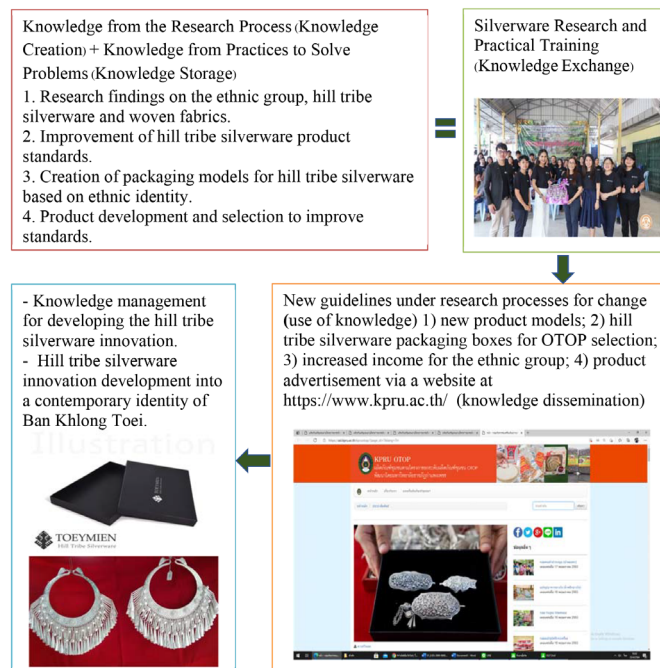 Knowledge from the Research Process (Knowledge
Creation) + Knowledge from Practices to Solve
Problems (Knowledge Storage)
1. Research findings on the ethnic group, hill tribe
silverware and woven fabrics.
2. Improvement of hill tribe silverware product
standards.
3. Creation of packaging models for hill tribe silverware
based on ethnic identity.
4. Product development and selection to improve
standards.
=
Silverware Research and
Practical Training
(Knowledge Exchange)
New guidelines under research processes for change
(use of knowledge) 1) new product models; 2) hill
tribe silverware packaging boxes for OTOP selection;
3) increased income for the ethnic group; 4) product
advertisement via a website at
https://www.kpru.ac.th/ (knowledge dissemination)
KPRU OTOP
- Knowledge management
for developing the hill tribe
silverware innovation.
- Hill tribe silverware
innovation development into
a contemporary identity of
Ban Khlong Toei.
Illustration
TOEYMIEN
Hill Tribe Silverware